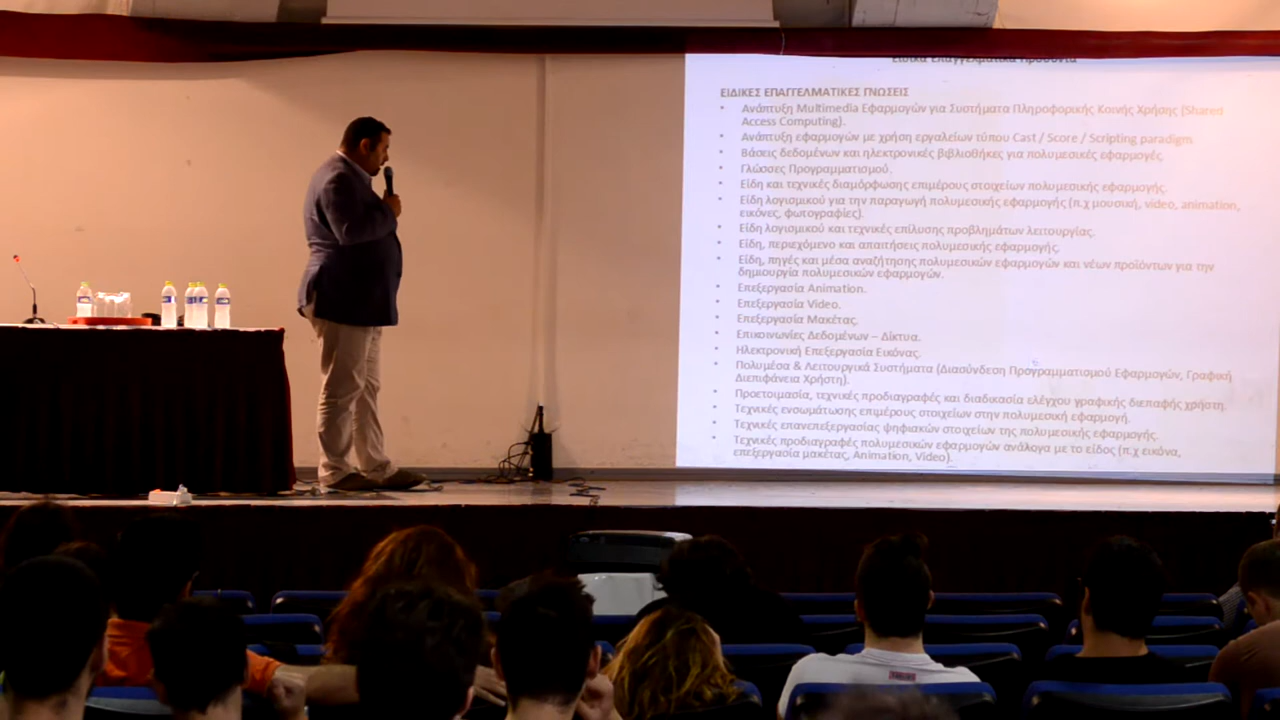 Ειδικά Επαγγελματικά Προσόντα
ΕΙΔΙΚΕΣ ΕΠΑΓΓΕΛΜΑΤΙΚΕΣ ΓΝΩΣΕΙΣ
• Ανάπτυξη Multimedia Εφαρμογών για Συστήματα Πληροφορικής Κοινής Χρήσης (Shared
Access Computing).
• Ανάπτυξη εφαρμογών με χρήση εργαλείων τύπου Cast / Score / Scripting paradigm.
• Βάσεις δεδομένων και ηλεκτρονικές βιβλιοθήκες για πολυμεσικές εφαρμογές.
• Γλώσσες Προγραμματισμού.
• Είδη και τεχνικές διαμόρφωσης επιμέρους στοιχείων πολυμεσικής εφαρμογής.
• Είδη λογισμικού για την παραγωγή πολυμεσικής εφαρμογής (π.χ μουσική, video, animation,
εικόνες, φωτογραφίες).
• Είδη λογισμικού και τεχνικές επίλυσης προβλημάτων λειτουργίας.
• Είδη, περιεχόμενο και απαιτήσεις πολυμεσικής εφαρμογής.
• Είδη, πηγές και μέσα αναζήτησης πολυμεσικών εφαρμογών και νέων προϊόντων για την
δημιουργία πολυμεσικών εφαρμογών.
• Επεξεργασία Animation.
• Επεξεργασία Video.
• Επεξεργασία Μακέτας.
• Επικοινωνίες Δεδομένων – Δίκτυα.
• Ηλεκτρονική Επεξεργασία Εικόνας.
• Πολυμέσα & Λειτουργικά Συστήματα (Διασύνδεση Προγραμματισμού Εφαρμογών, Γραφική
Διεπιφάνεια Χρήστη).
• Προετοιμασία, τεχνικές προδιαγραφές και διαδικασία ελέγχου γραφικής διεπαφής χρήστη.
• Τεχνικές ενσωμάτωσης επιμέρους στοιχείων στην πολυμεσική εφαρμογή.
• Τεχνικές επανεπεξεργασίας ψηφιακών στοιχείων της πολυμεσικής εφαρμογής.
• Τεχνικές προδιαγραφές πολυμεσικών εφαρμογών ανάλογα με το είδος (π.χ εικόνα,
επεξεργασία μακέτας, Animation, Video).